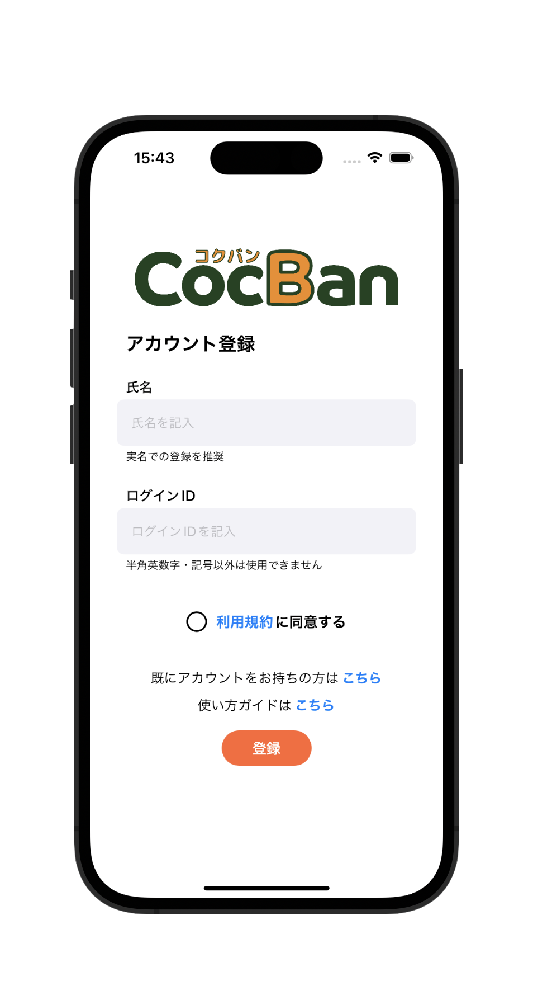 15:43
コクバン
CocBan
アカウント登録
氏名
氏名を記入
実名での登録を推奨
ログインID
ログインIDを記入
半角英数字・記号以外は使用できません
利用規約に同意する
既にアカウントをお持ちの方は こちら
使い方ガイドは こちら
登録